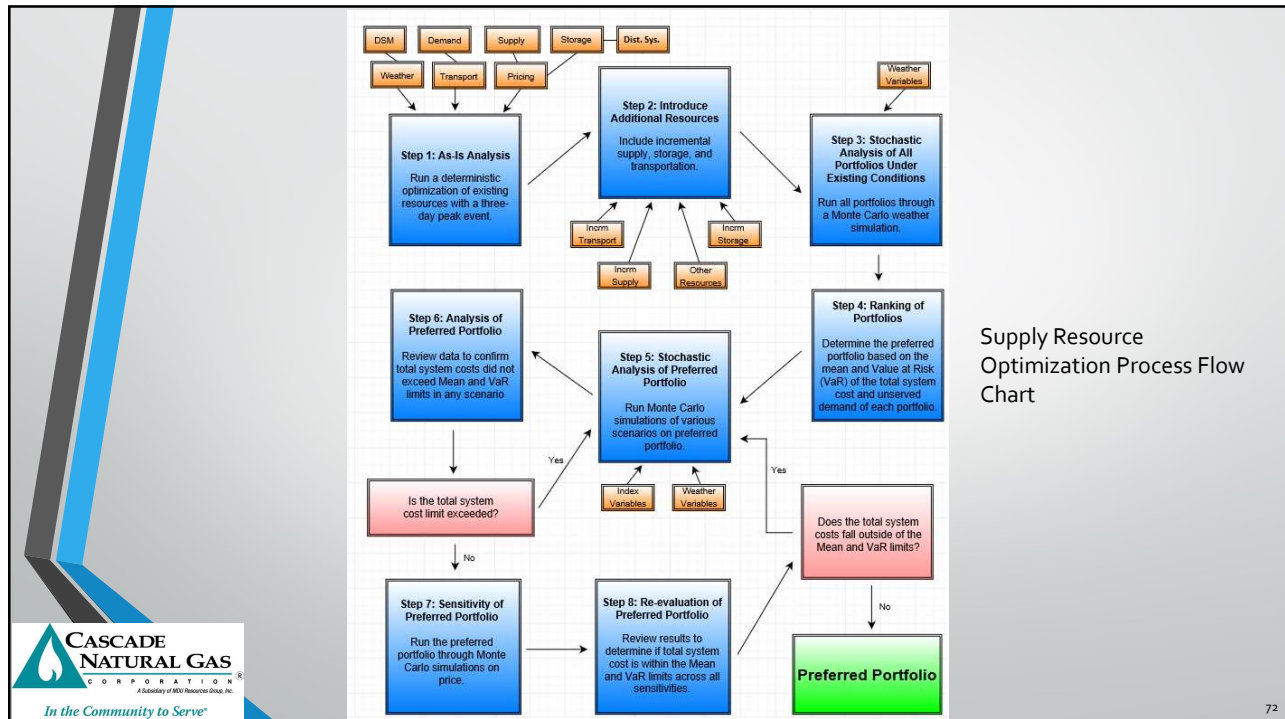 DSM
Demand
Supply
Storage
Dist. Sys.
Weather
Transport
Pricing
Weather
Variables
Step 1: As-Is Analysis
Run a deterministic
optimization of existing
resources with a three-
day peak event.
Step 2: Introduce
Additional Resources
Include incremental
supply, storage, and
transportation.
Incrm
Transport
Incrm
Supply
Other
Resources
Incrm
Storage
Step 3: Stochastic
Analysis of All
Portfolios Under
Existing Conditions
Run all portfolios through
a Monte Carlo weather
simulation.
Step 4: Ranking of
Portfolios
Determine the preferred
portfolio based on the
mean and Value at Risk
(VaR) of the total system
cost and unserved
demand of each portfolio.
Step 5: Stochastic
Analysis of Preferred
Portfolio
Run Monte Carlo
simulations of various
scenarios on preferred
portfolio.
Index
Variables
Weather
Variables
Step 6: Analysis of
Preferred Portfolio
Review data to confirm
total system costs did not
exceed Mean and VaR
limits in any scenario
Is the total system
cost limit exceeded?
Yes
No
Step 7: Sensitivity of
Preferred Portfolio
Run the preferred
portfolio through Monte
Carlo simulations on
price.
Step 8: Re-evaluation of
Preferred Portfolio
Review results to
determine if total system
cost is within the Mean
and VaR limits across all
sensitivities.
Yes
Does the total system
costs fall outside of the
Mean and VaR limits?
No
Preferred Portfolio
Supply Resource
Optimization Process Flow
Chart
CASCADE
NATURAL GAS
CORPORATION ®
A Subsidiary of MDU Resources Group, Inc.
In the Community to Serve®
72